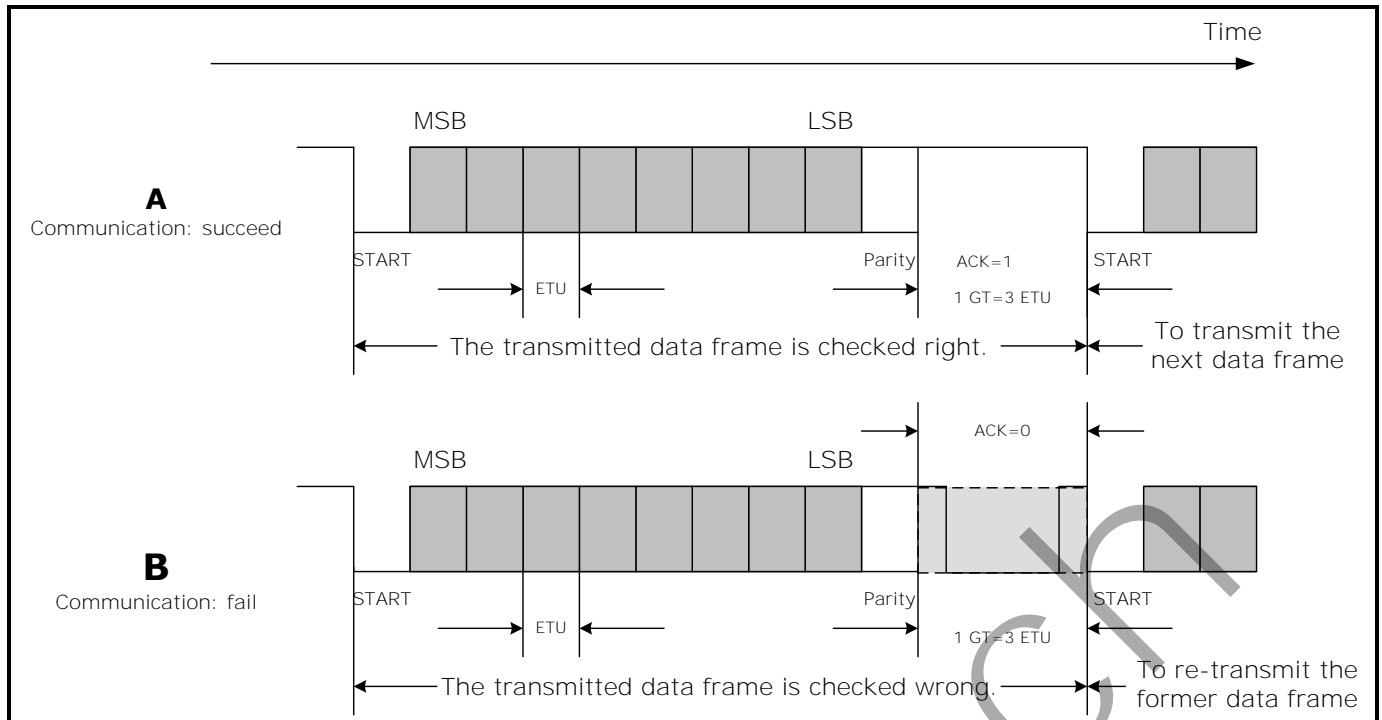 Time
MSB LSB
A
Communication: succeed
START Parity ACK=1 START
ETU 1 GT=3 ETU
The transmitted data frame is checked right.
To transmit the
next data frame
ACK=0
MSB LSB
B
Communication: fail
START Parity START
ETU 1 GT=3 ETU
The transmitted data frame is checked wrong.
To re-transmit the
former data frame
ch